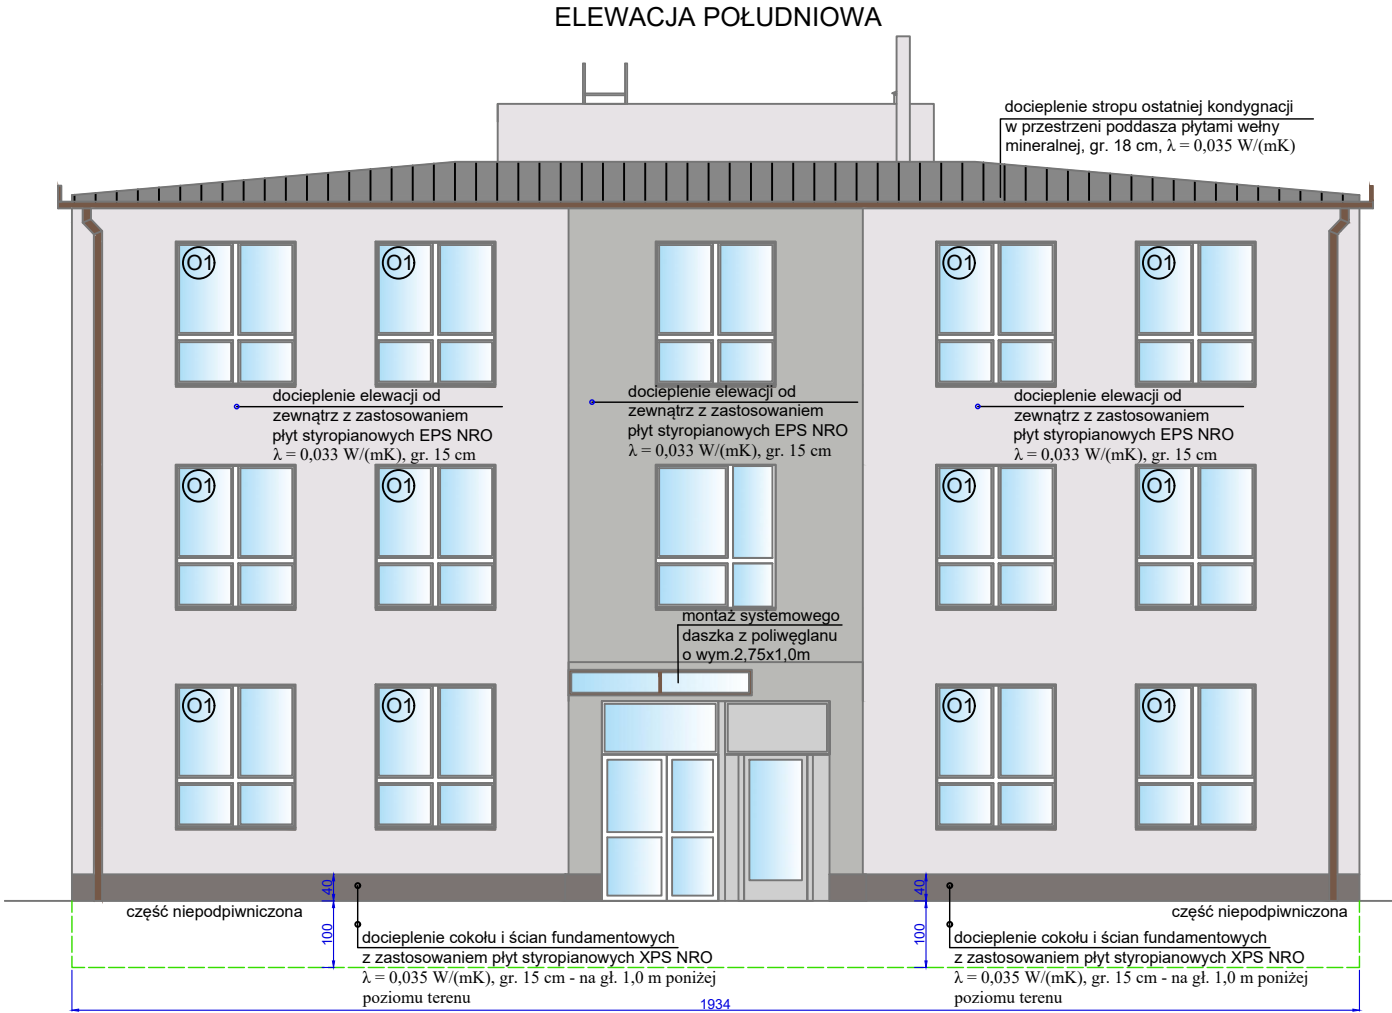 ELEWACJA POŁUDNIOWA
docieplenie stropu ostatniej kondygnacji
w przestrzeni poddasza płytami wełny
mineralnej, gr. 18 cm, λ = 0,035 W/(mK)
O1
O1
O1
O1
docieplenie elewacji od
zewnątrz z zastosowaniem
płyt styropianowych EPS NRO
λ = 0,033 W/(mK), gr. 15 cm
docieplenie elewacji od
zewnątrz z zastosowaniem
płyt styropianowych EPS NRO
λ = 0,033 W/(mK), gr. 15 cm
docieplenie elewacji od
zewnątrz z zastosowaniem
płyt styropianowych EPS NRO
λ = 0,033 W/(mK), gr. 15 cm
O1
O1
O1
O1
montaż systemowego
daszka z poliwęglanu
o wym.2,75x1,0m
O1
O1
O1
O1
40
40
część niepodpiwniczona
część niepodpiwniczona
100
100
docieplenie cokołu i ścian fundamentowych
z zastosowaniem płyt styropianowych XPS NRO
λ = 0,035 W/(mK), gr. 15 cm - na gł. 1,0 m poniżej
poziomu terenu
docieplenie cokołu i ścian fundamentowych
z zastosowaniem płyt styropianowych XPS NRO
λ = 0,035 W/(mK), gr. 15 cm - na gł. 1,0 m poniżej
poziomu terenu
1934